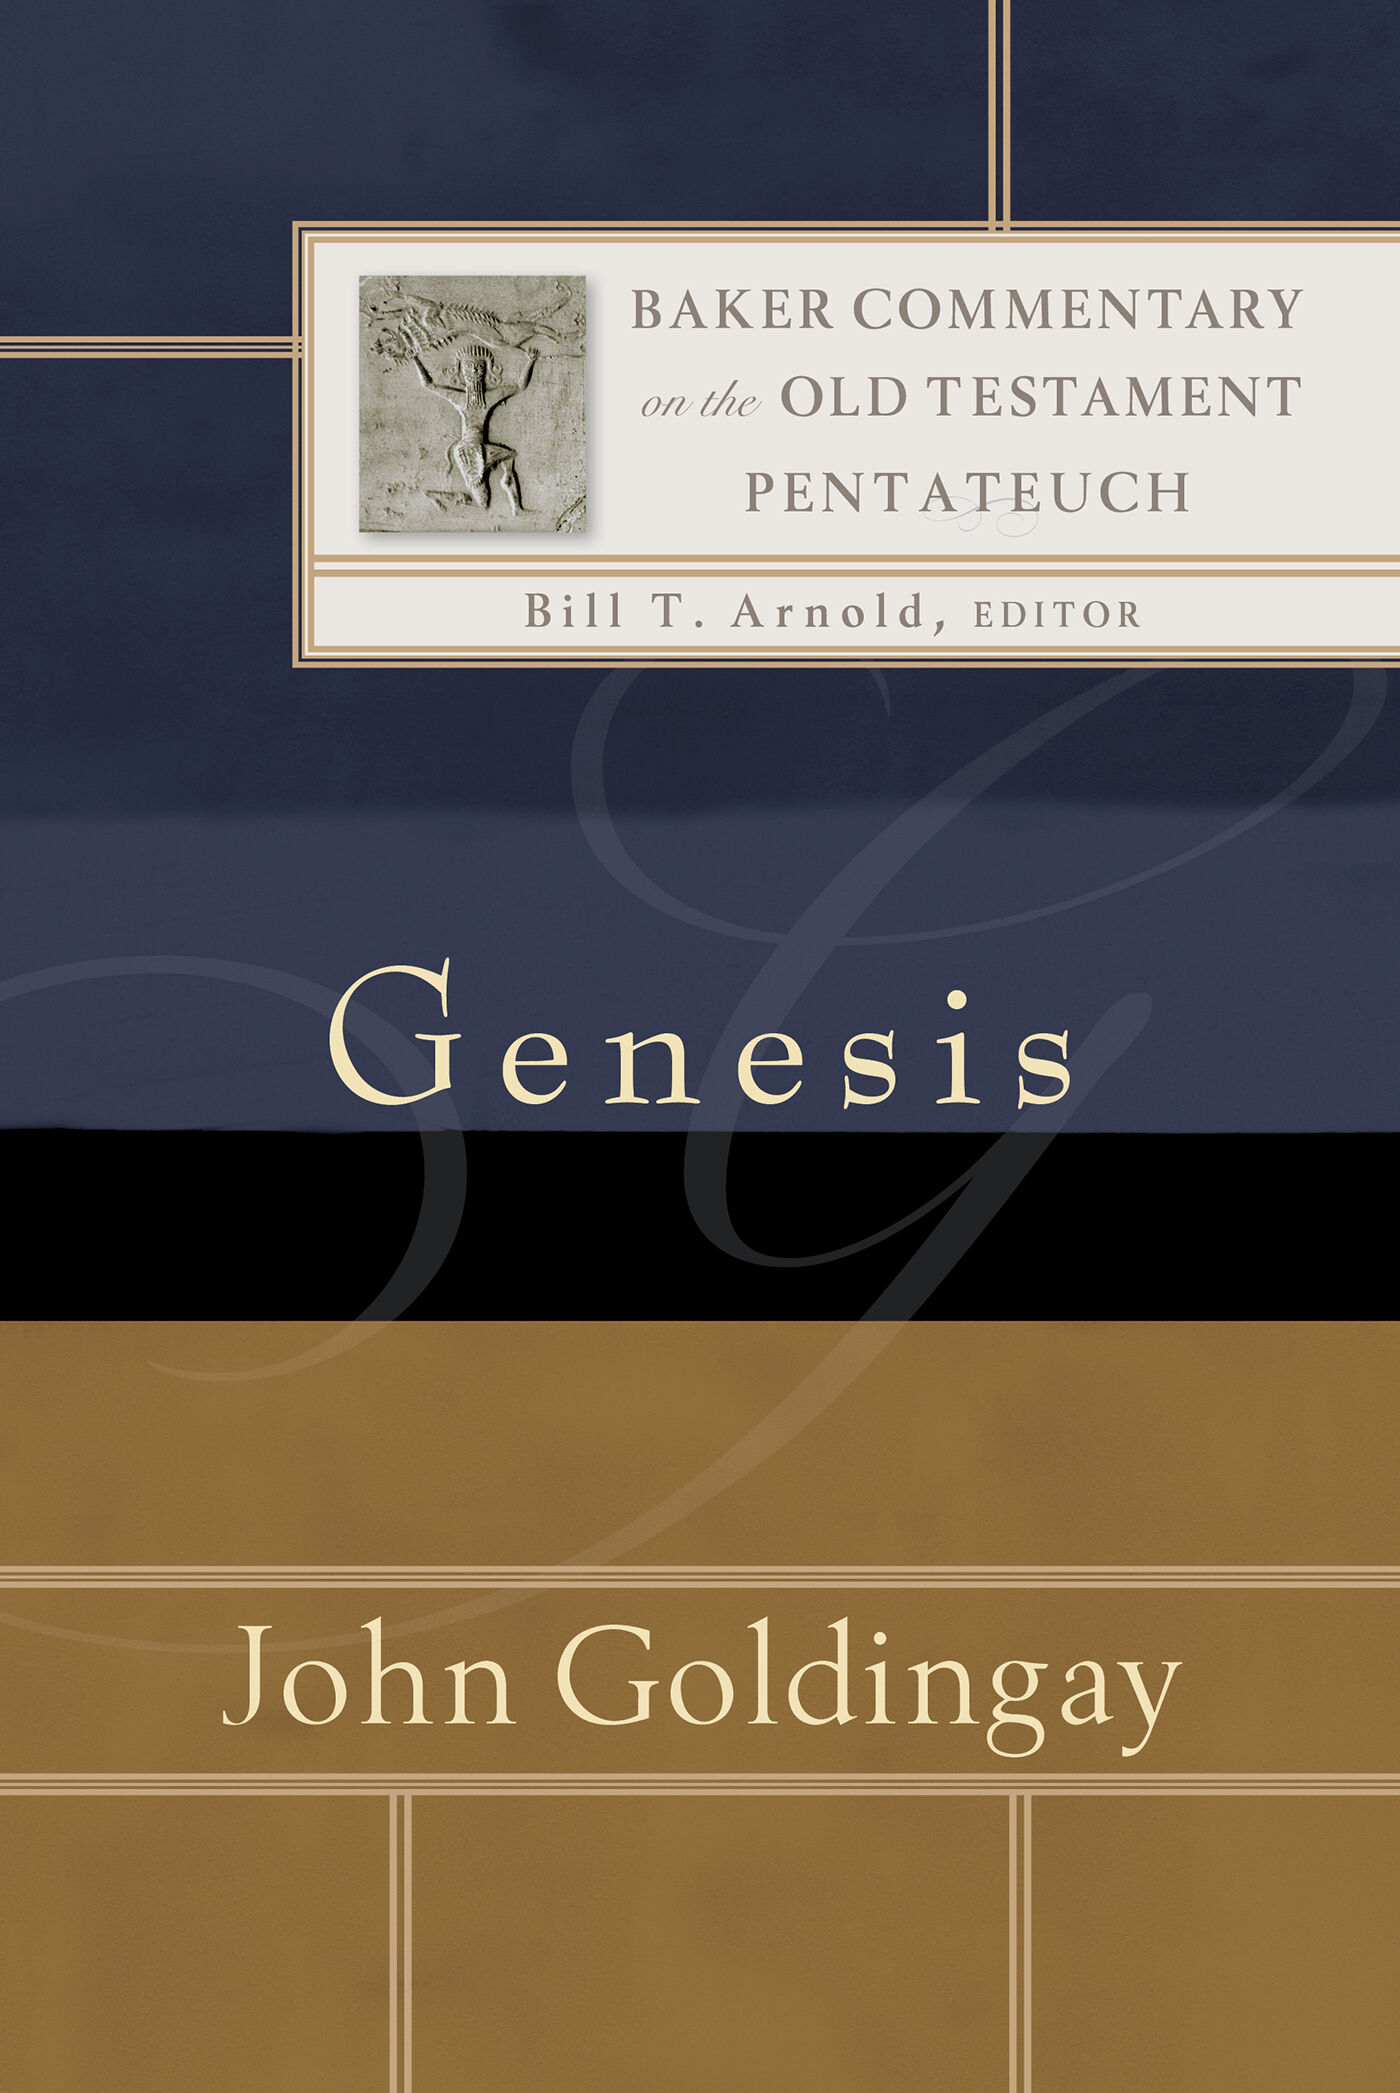 BAKER COMMENTARY
on the OLD TESTAMENT
PENTATEUCH
Bill T. Arnold, EDITOR
Genesis
John Goldingay